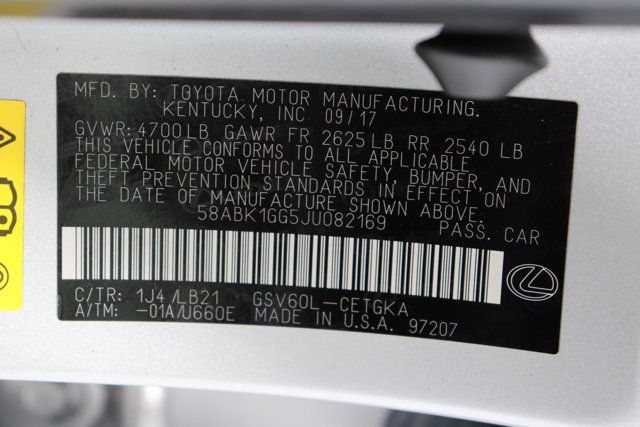 MFD. BY: TOYOTA MOTOR MANUFACTURING.
KENTUCKY, INC 09/17
GVWR: 4700LB GAWR FR 2625LB RR 2540 LB
THIS VEHICLE CONFORMS TO ALL APPLICABLE
FEDERAL MOTOR VEHICLE SAFETY, BUMPER, AND
THEFT PREVENTION STANDARDS IN EFFECT ON
THE DATE OF MANUFACTURE SHOWN ABOVE.
58ABK1GG5JU082169 PASS. CAR
C/TR: 1J4 /LB21 GSV60L-CETGKA
A/TM: -01A/U660E MADE IN U.S.A. 97207